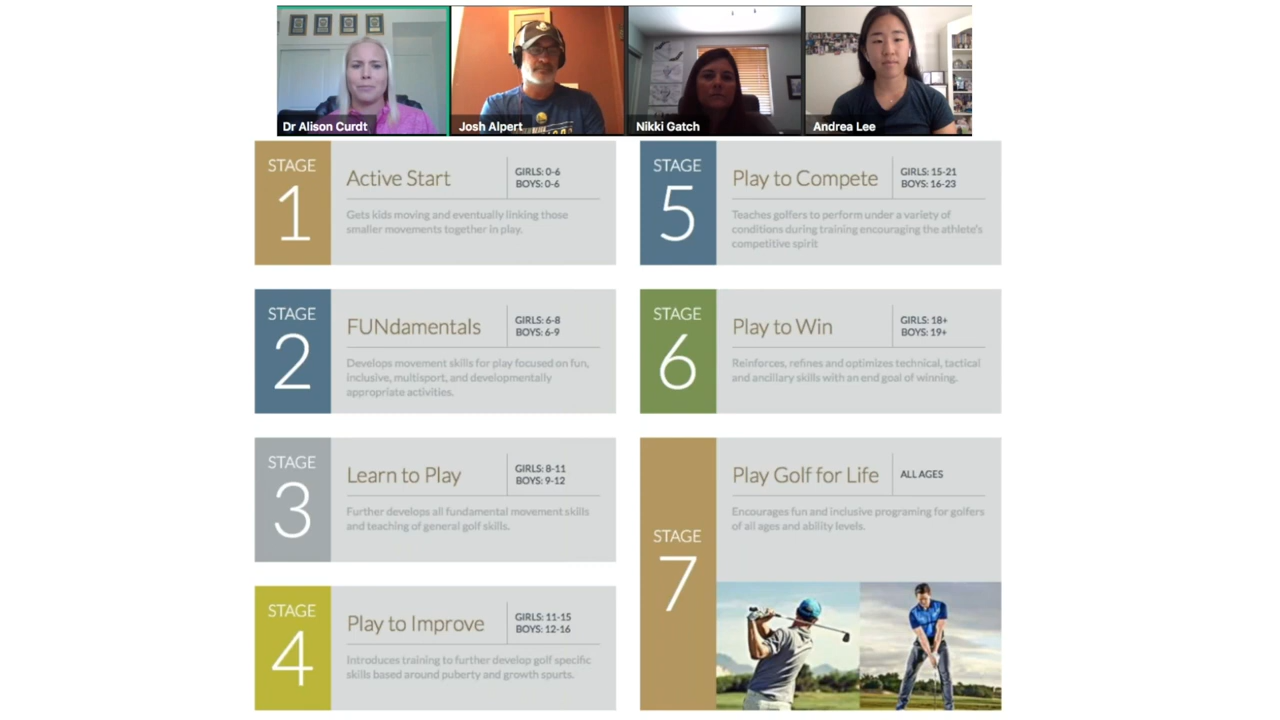 Dr Alison Curdt
Josh Alpert
Nikki Gatch
Andrea Lee
STAGE
1
Active Start
GIRLS: 0-6
BOYS: 0-6
Gets kids moving and eventually linking those
smaller movements together in play.
STAGE
2
FUNdamentals
GIRLS: 6-8
BOYS: 6-9
Develops movement skills for play focused on fun,
inclusive, multisport, and developmentally
appropriate activities.
STAGE
3
Learn to Play
GIRLS: 8-11
BOYS: 9-12
Further develops all fundamental movement skills
and teaching of general golf skills.
STAGE
4
Play to Improve
GIRLS: 11-15
BOYS: 12-16
Introduces training to further develop golf specific
skills based around puberty and growth spurts.
STAGE
5
Play to Compete
GIRLS: 15-21
BOYS: 16-23
Teaches golfers to perform under a variety of
conditions during training encouraging the athlete's
competitive spirit
STAGE
6
Play to Win
GIRLS: 18+
BOYS: 19+
Reinforces, refines and optimizes technical, tactical
and ancillary skills with an end goal of winning.
STAGE
7
Play Golf for Life
ALL AGES
Encourages fun and inclusive programing for golfers
of all ages and ability levels.